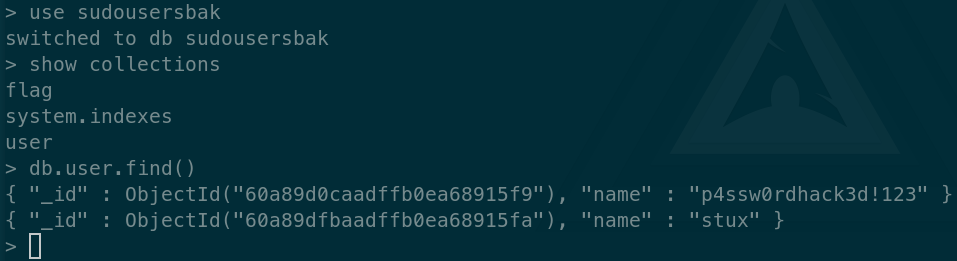 > use sudousersbak
switched to db sudousersbak
> show collections
flag
system.indexes
user
> db.user.find()
{ "_id" : ObjectId("60a89d0caadffb0ea68915f9"), "name" : "p4ssw0rdhack3d!123" }
{ "_id" : ObjectId("60a89dfbaadffb0ea68915fa"), "name" : "stux" }
>